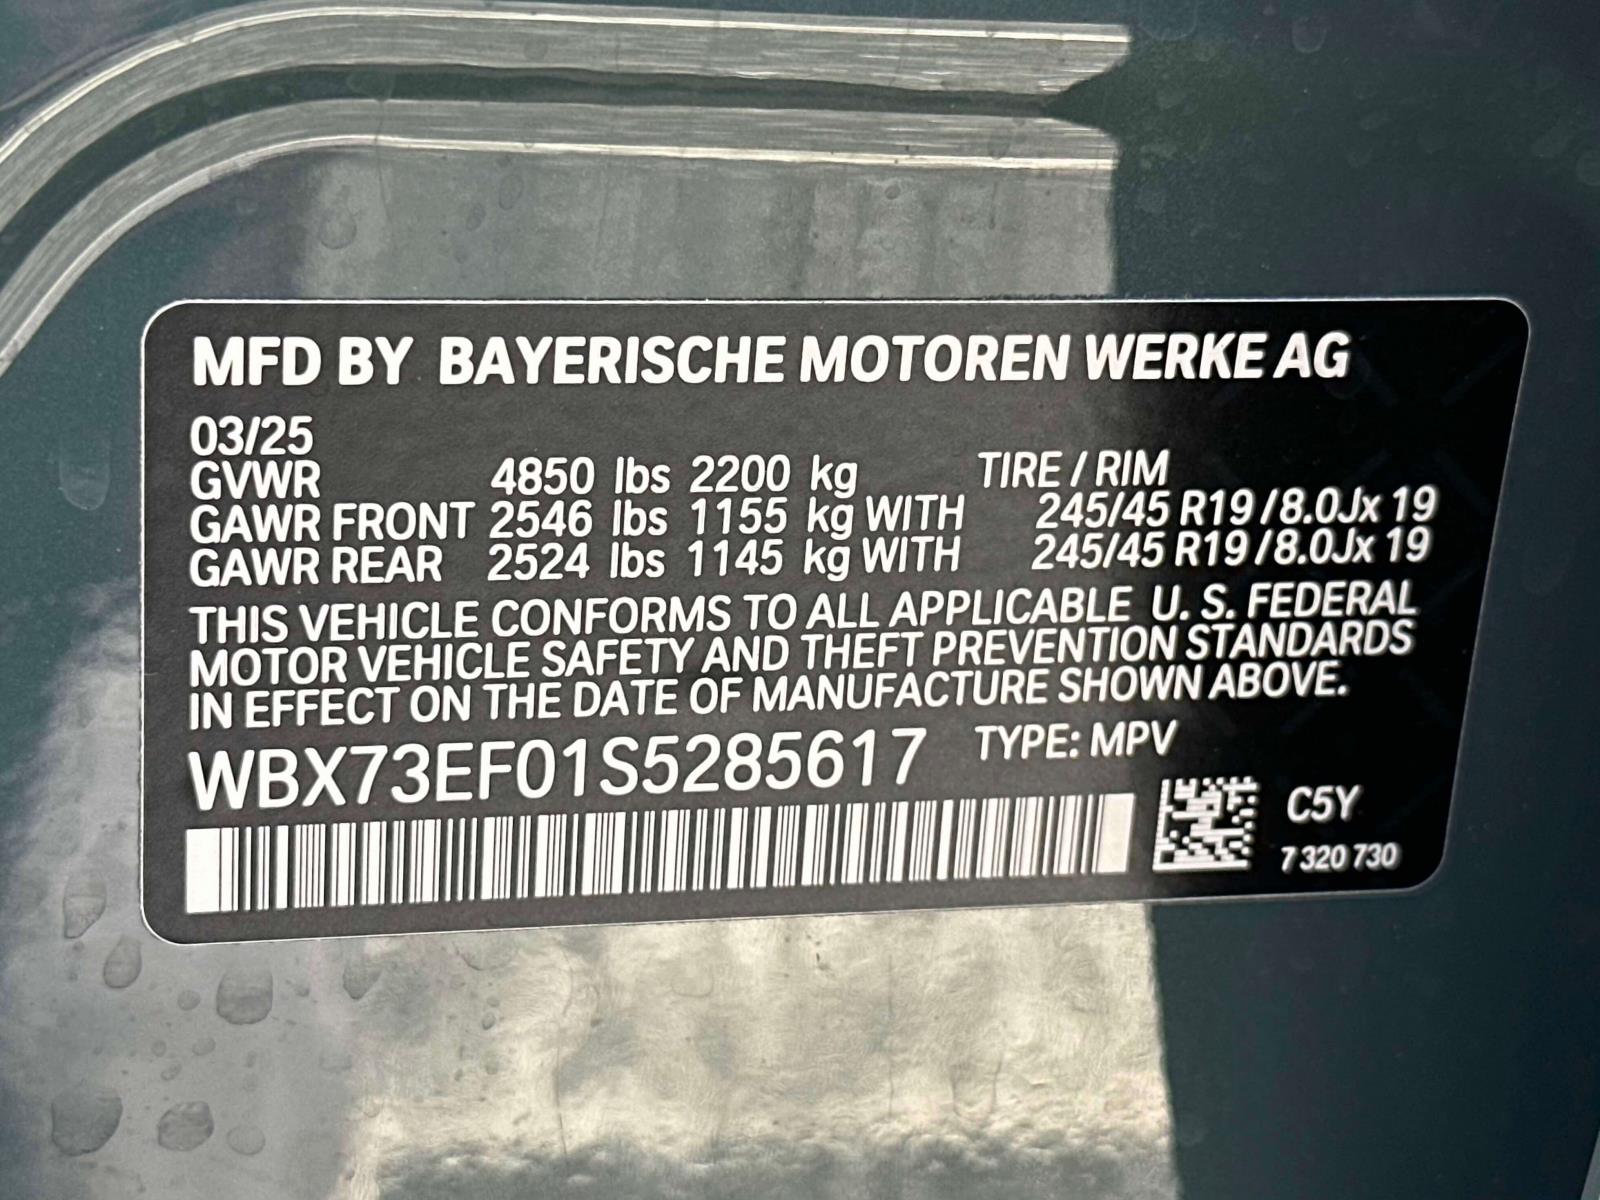 MFD BY BAYERISCHE MOTOREN WERKE AG
03/25
GVWR 4850 lbs 2200 kg TIRE / RIM
GAWR FRONT 2546 lbs 1155 kg WITH 245/45 R19 /8.0Jx 19
GAWR REAR 2524 lbs 1145 kg WITH 245/45 R19 /8.0Jx 19
THIS VEHICLE CONFORMS TO ALL APPLICABLE U. S. FEDERAL
MOTOR VEHICLE SAFETY AND THEFT PREVENTION STANDARDS
IN EFFECT ON THE DATE OF MANUFACTURE SHOWN ABOVE.
WBX73EF01S5285617 TYPE: MPV
C5Y
7 320 730